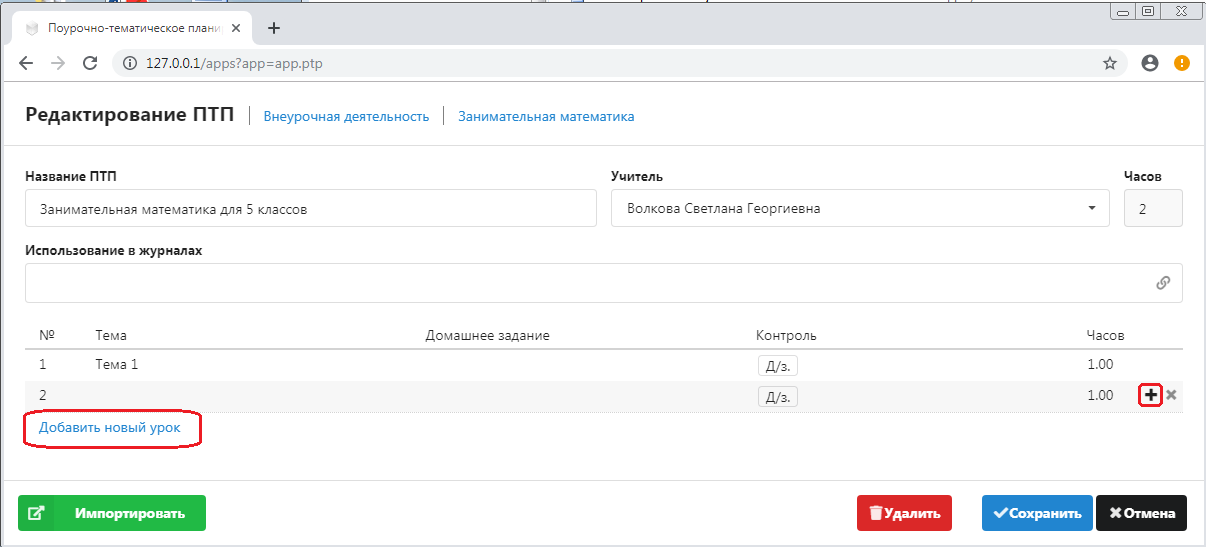 Поурочно-тематическое плани
127.0.0.1/apps?app=app.ptp
Редактирование ПТП Внеурочная деятельность Занимательная математика
Название ПТП Учитель Часов
Занимательная математика для 5 классов Волкова Светлана Георгиевна 2
Использование в журналах
№ Тема Домашнее задание Контроль Часов
1 Тема 1 Д/з. 1.00
2 Д/з. 1.00
Добавить новый урок
Импортировать Удалить Сохранить Отмена